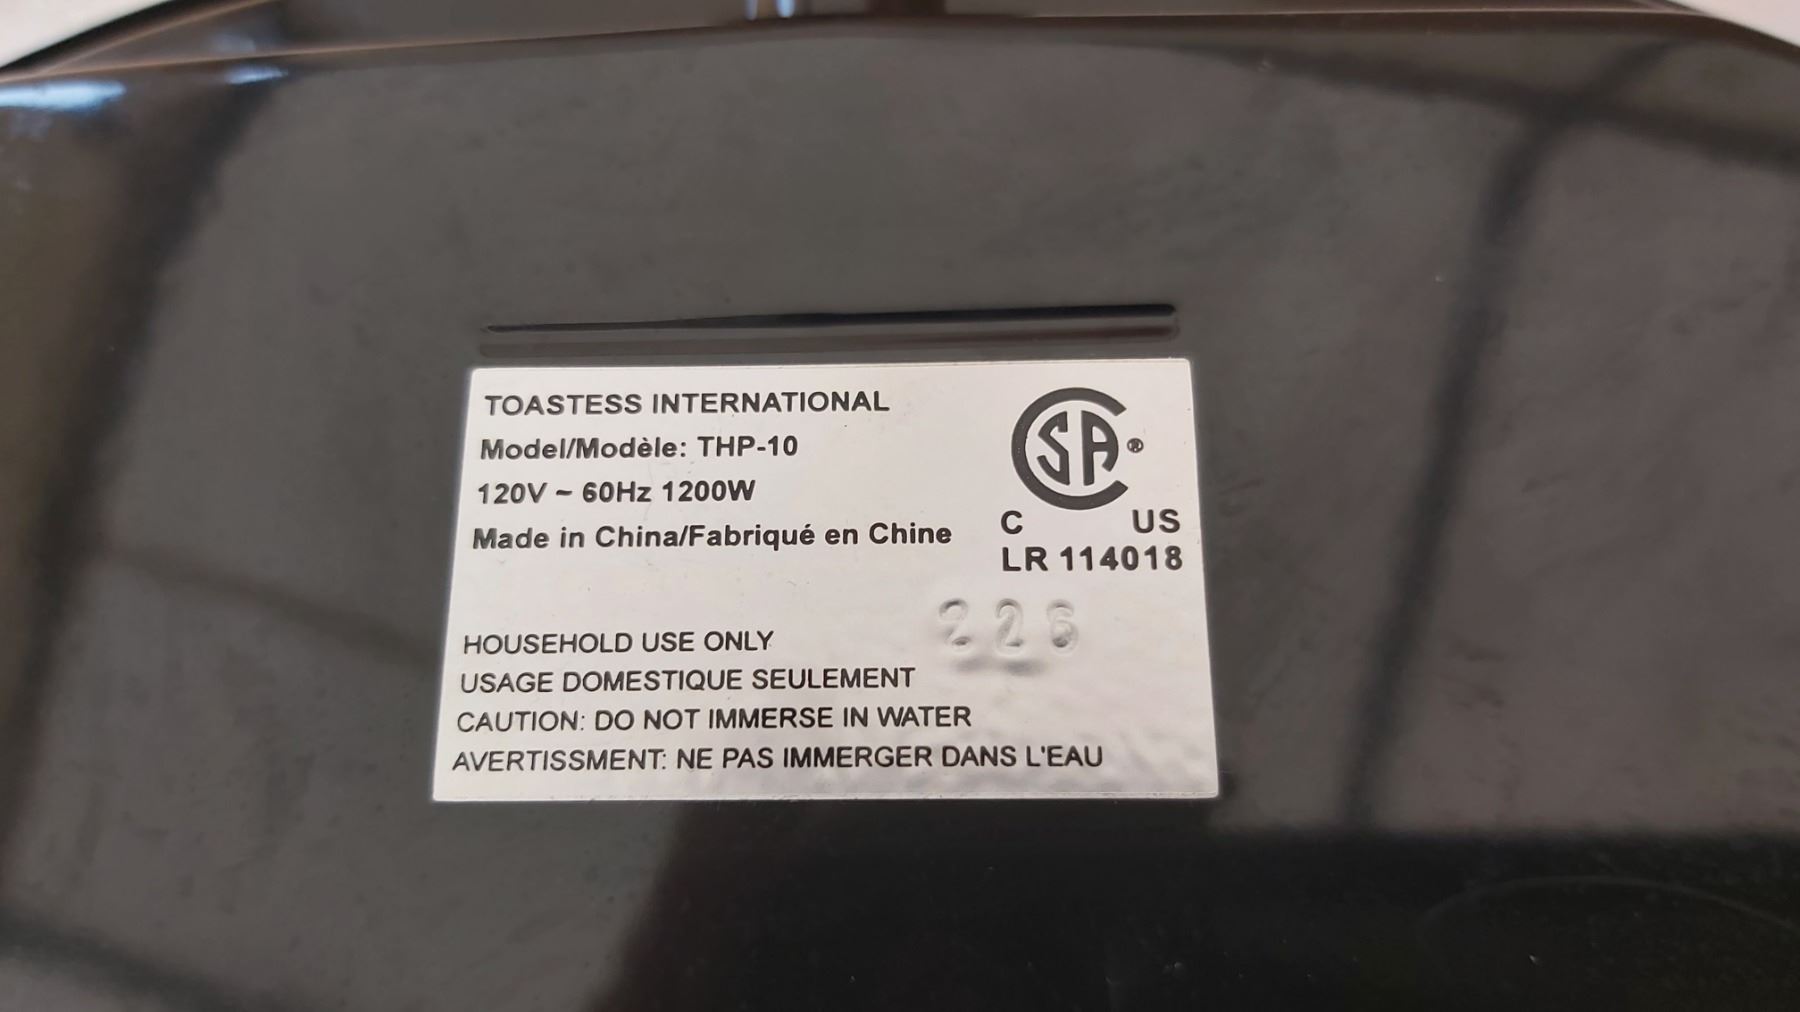 TOASTESS INTERNATIONAL
Model/Modèle: THP-10
120V ~ 60Hz 1200W
Made in China/Fabriqué en Chine
CSA®
C US
LR 114018
226
HOUSEHOLD USE ONLY
USAGE DOMESTIQUE SEULEMENT
CAUTION: DO NOT IMMERSE IN WATER
AVERTISSMENT: NE PAS IMMERGER DANS L'EAU